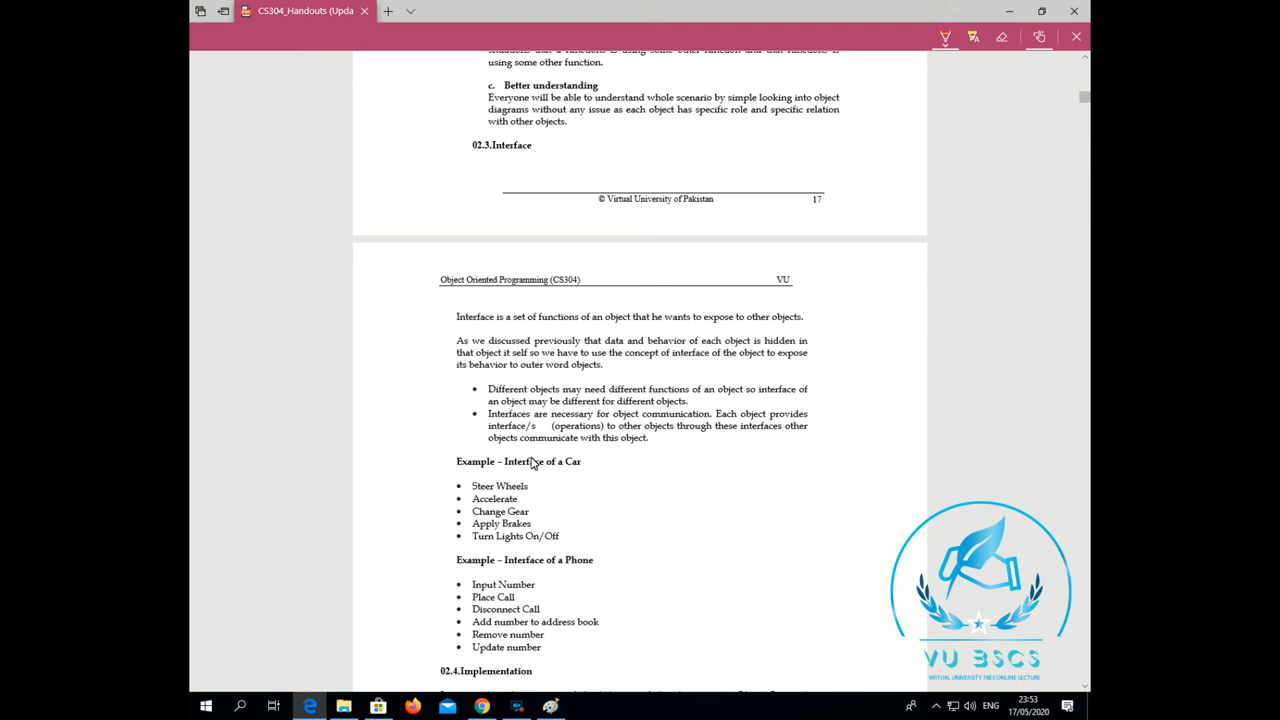 CS304_Handouts (Upda
using some other function.
c. Better understanding
Everyone will be able to understand whole scenario by simple looking into object
diagrams without any issue as each object has specific role and specific relation
with other objects.
02.3.Interface
© Virtual University of Pakistan 17
Object Oriented Programming (CS304) VU
Interface is a set of functions of an object that he wants to expose to other objects.
As we discussed previously that data and behavior of each object is hidden in
that object it self so we have to use the concept of interface of the object to expose
its behavior to outer word objects.
• Different objects may need different functions of an object so interface of
an object may be different for different objects.
• Interfaces are necessary for object communication. Each object provides
interface/s (operations) to other objects through these interfaces other
objects communicate with this object.
Example – Interface of a Car
• Steer Wheels
• Accelerate
• Change Gear
• Apply Brakes
• Turn Lights On/Off
Example – Interface of a Phone
• Input Number
• Place Call
• Disconnect Call
• Add number to address book
• Remove number
• Update number
02.4.Implementation
VU BSCS
VIRTUAL UNIVERSITY FREE ONLINE LECTURE
ENG
23:53
17/05/2020